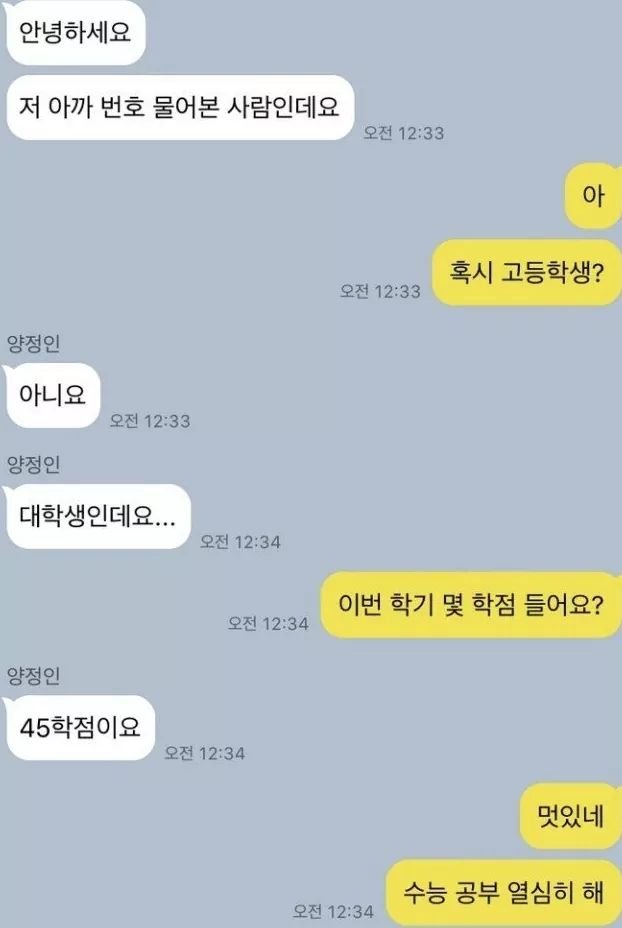 안녕하세요
저 아까 번호 물어본 사람인데요
오전 12:33
아
혹시 고등학생?
오전 12:33
양정인
아니요
오전 12:33
양정인
대학생인데요...
오전 12:34
이번 학기 몇 학점 들어요?
오전 12:34
양정인
45학점이요
오전 12:34
멋있네
수능 공부 열심히 해
오전 12:34